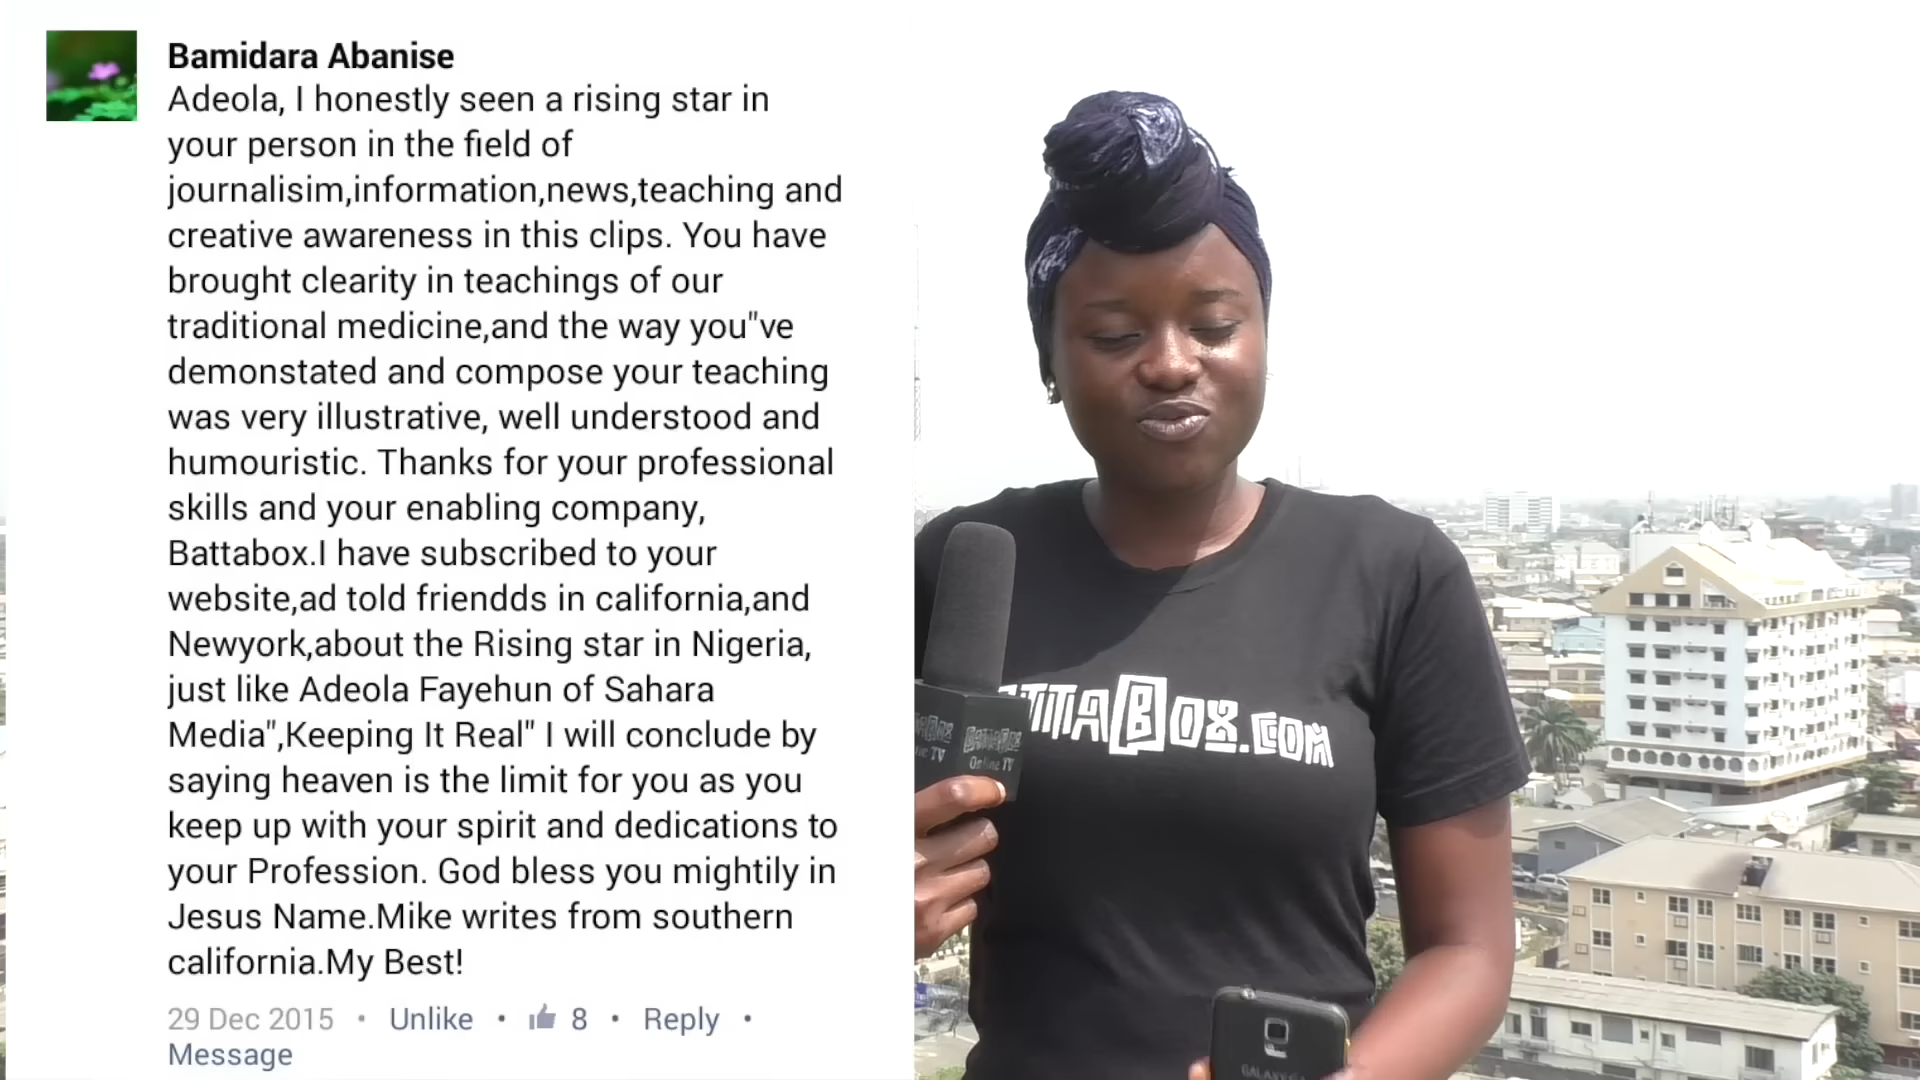 Bamidara Abanise
Adeola, I honestly seen a rising star in
your person in the field of
journalisim,information,news,teaching and
creative awareness in this clips. You have
brought clearity in teachings of our
traditional medicine,and the way you"ve
demonstated and compose your teaching
was very illustrative, well understood and
humouristic. Thanks for your professional
skills and your enabling company,
Battabox.I have subscribed to your
website,ad told friendds in california,and
Newyork,about the Rising star in Nigeria,
just like Adeola Fayehun of Sahara
Media",Keeping It Real" I will conclude by
saying heaven is the limit for you as you
keep up with your spirit and dedications to
your Profession. God bless you mightily in
Jesus Name.Mike writes from southern
california.My Best!
29 Dec 2015 • Unlike • 8 • Reply •
Message
BATTABOX
Online TV